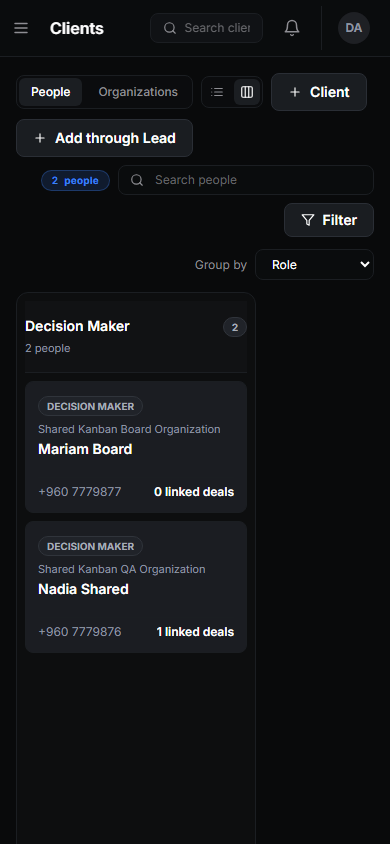 Clients
Search clien
DA
People
Organizations
+ Client
+ Add through Lead
2 people
Search people
Filter
Group by
Role
Decision Maker
2
2 people
DECISION MAKER
Shared Kanban Board Organization
Mariam Board
+960 7779877
0 linked deals
DECISION MAKER
Shared Kanban QA Organization
Nadia Shared
+960 7779876
1 linked deals